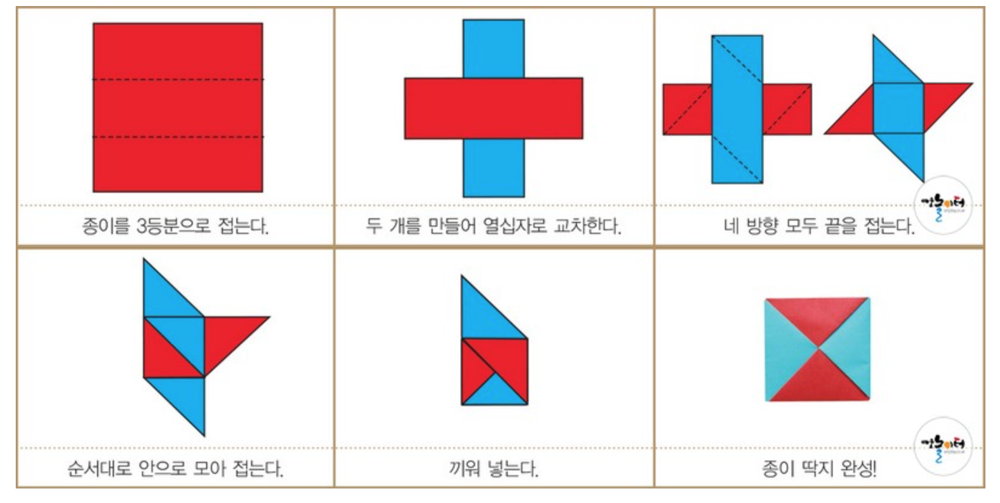 종이를 3등분으로 접는다.
두 개를 만들어 열십자로 교차한다.
네 방향 모두 끝을 접는다.
순서대로 안으로 모아 접는다.
끼워 넣는다.
종이 딱지 완성!